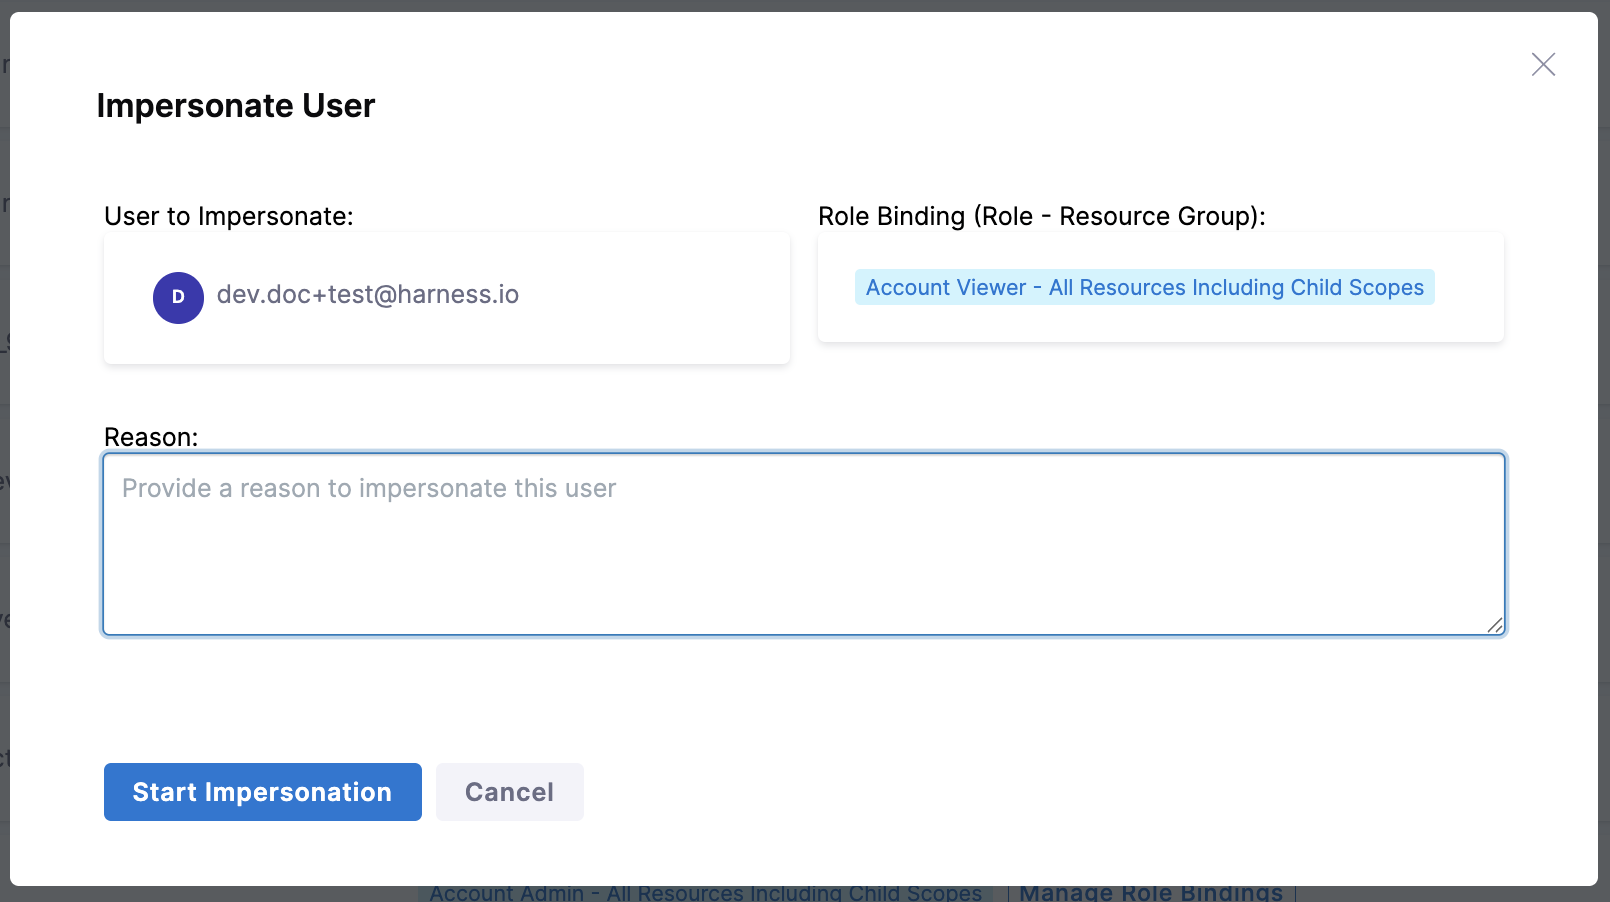 Impersonate User
User to Impersonate:
Role Binding (Role - Resource Group):
D
dev.doc+test@harness.io
Account Viewer - All Resources Including Child Scopes
Reason:
Provide a reason to impersonate this user
Start Impersonation
Cancel
Account Admin - All Resources Including Child Scopes
Manage Role Bindings